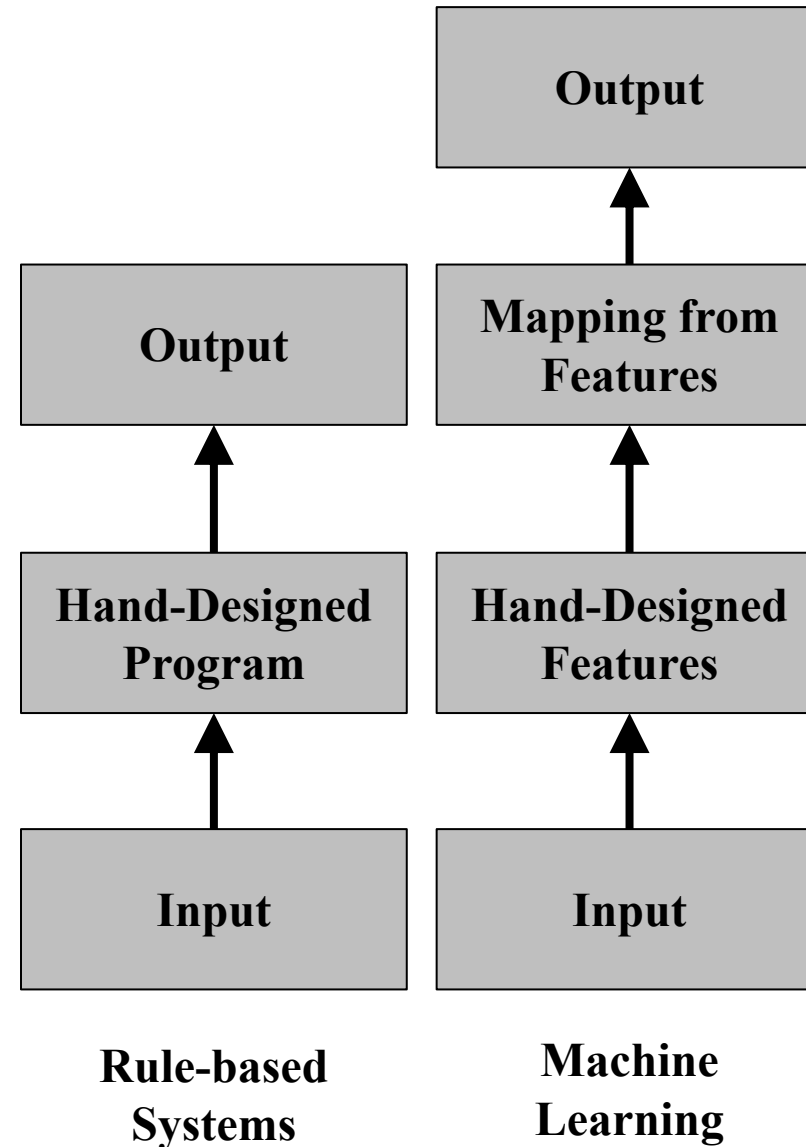 Output
Hand-Designed
Program
Input
Rule-based
Systems
Output
Mapping from
Features
Hand-Designed
Features
Input
Machine
Learning